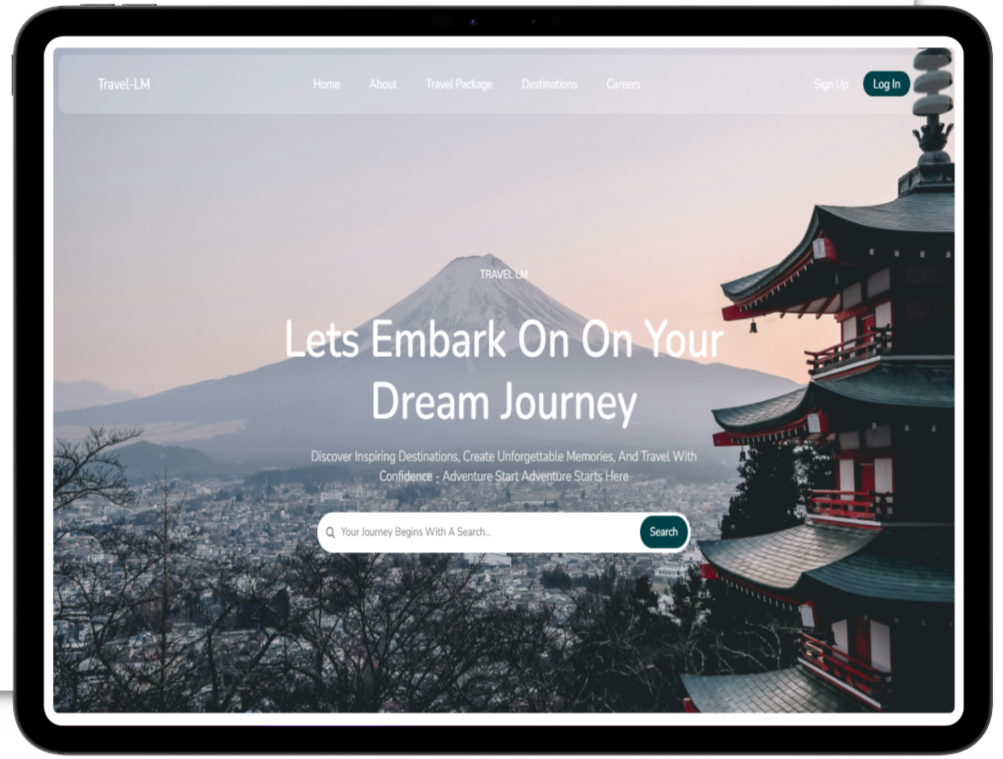 Travel-LM
Home About Travel Package Destinations Careers
Sign Up Log In
TRAVEL LM
Lets Embark On On Your
Dream Journey
Discover Inspiring Destinations, Create Unforgettable Memories, And Travel With
Confidence - Adventure Start Adventure Starts Here
Your Journey Begins With A Search...
Search